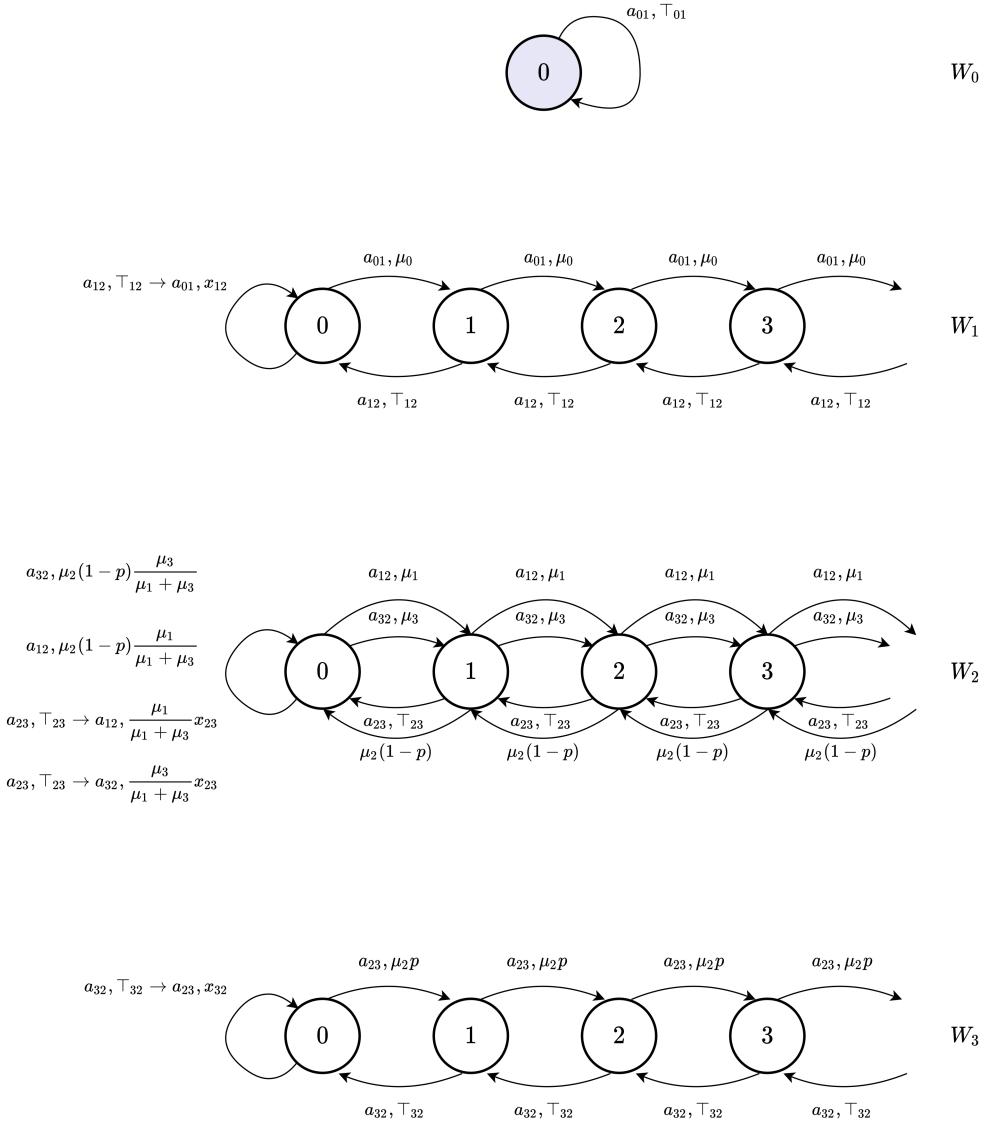 a_{01}, ⊤_{01}
0
W_0
a_{01}, μ_0 a_{01}, μ_0 a_{01}, μ_0 a_{01}, μ_0
a_{12}, ⊤_{12} → a_{01}, x_{12}
0 1 2 3
W_1
a_{12}, ⊤_{12} a_{12}, ⊤_{12} a_{12}, ⊤_{12} a_{12}, ⊤_{12}
a_{32}, μ_2(1 − p) \frac{μ_3}{μ_1 + μ_3}
a_{12}, μ_1 a_{12}, μ_1 a_{12}, μ_1 a_{12}, μ_1
a_{32}, μ_3 a_{32}, μ_3 a_{32}, μ_3 a_{32}, μ_3
a_{12}, μ_2(1 − p) \frac{μ_1}{μ_1 + μ_3}
0 1 2 3
W_2
a_{23}, ⊤_{23} → a_{12}, \frac{μ_1}{μ_1 + μ_3} x_{23}
a_{23}, ⊤_{23} a_{23}, ⊤_{23} a_{23}, ⊤_{23} a_{23}, ⊤_{23}
μ_2(1−p) μ_2(1−p) μ_2(1−p) μ_2(1−p)
a_{23}, ⊤_{23} → a_{32}, \frac{μ_3}{μ_1 + μ_3} x_{23}
a_{23}, μ_2p a_{23}, μ_2p a_{23}, μ_2p a_{23}, μ_2p
a_{32}, ⊤_{32} → a_{23}, x_{32}
0 1 2 3
W_3
a_{32}, ⊤_{32} a_{32}, ⊤_{32} a_{32}, ⊤_{32} a_{32}, ⊤_{32}